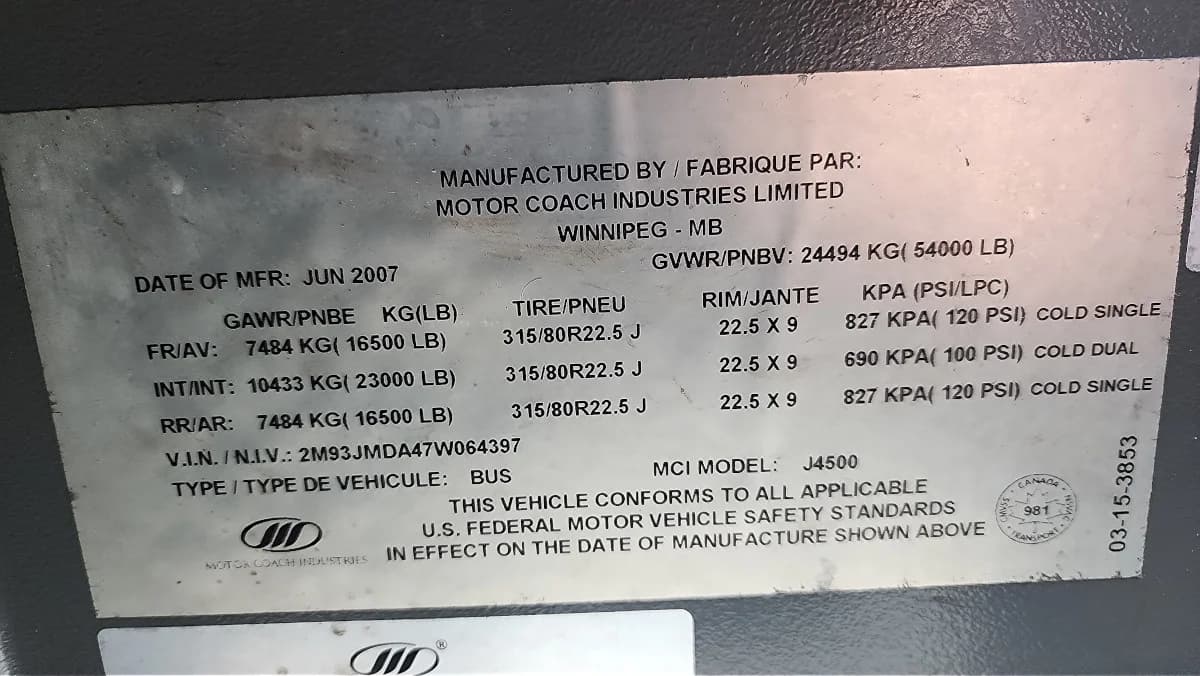 MANUFACTURED BY / FABRIQUE PAR:
MOTOR COACH INDUSTRIES LIMITED
WINNIPEG - MB
DATE OF MFR: JUN 2007
GVWR/PNBV: 24494 KG( 54000 LB)
GAWR/PNBE KG(LB) TIRE/PNEU RIM/JANTE KPA (PSI/LPC)
FR/AV: 7484 KG( 16500 LB) 315/80R22.5 J 22.5 X 9 827 KPA( 120 PSI) COLD SINGLE
INT/INT: 10433 KG( 23000 LB) 315/80R22.5 J 22.5 X 9 690 KPA( 100 PSI) COLD DUAL
RR/AR: 7484 KG( 16500 LB) 315/80R22.5 J 22.5 X 9 827 KPA( 120 PSI) COLD SINGLE
V.I.N. / N.I.V.: 2M93JMDA47W064397
TYPE / TYPE DE VEHICULE: BUS MCI MODEL: J4500
THIS VEHICLE CONFORMS TO ALL APPLICABLE
U.S. FEDERAL MOTOR VEHICLE SAFETY STANDARDS
IN EFFECT ON THE DATE OF MANUFACTURE SHOWN ABOVE
MOTOR COACH INDUSTRIES
CANADA
981
TRANSPORT
03-15-3853
®